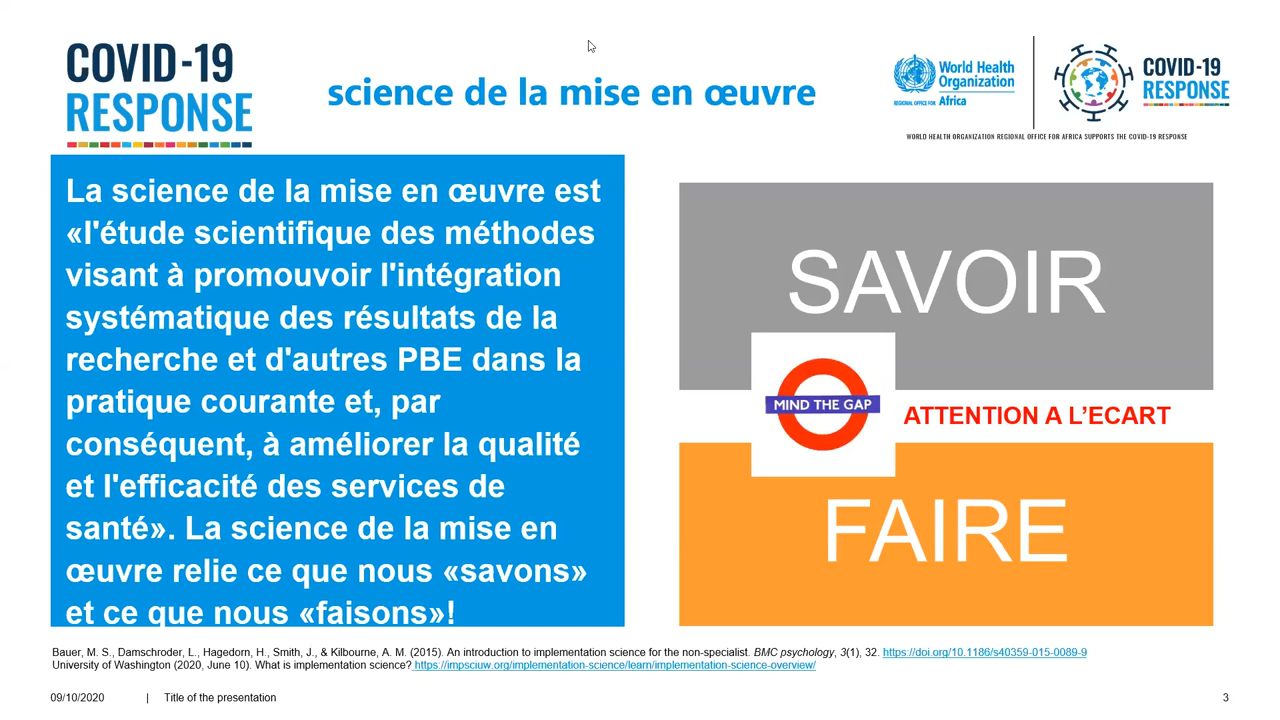 COVID-19
RESPONSE
science de la mise en œuvre
World Health
Organization
REGIONAL OFFICE FOR Africa
COVID-19
RESPONSE
WORLD HEALTH ORGANIZATION REGIONAL OFFICE FOR AFRICA SUPPORTS THE COVID-19 RESPONSE
La science de la mise en œuvre est
«l'étude scientifique des méthodes
visant à promouvoir l'intégration
systématique des résultats de la
recherche et d'autres PBE dans la
pratique courante et, par
conséquent, à améliorer la qualité
et l'efficacité des services de
santé». La science de la mise en
œuvre relie ce que nous «savons»
et ce que nous «faisons»!
SAVOIR
MIND THE GAP
ATTENTION A L’ECART
FAIRE
Bauer, M. S., Damschroder, L., Hagedorn, H., Smith, J., & Kilbourne, A. M. (2015). An introduction to implementation science for the non-specialist. BMC psychology, 3(1), 32. https://doi.org/10.1186/s40359-015-0089-9
University of Washington (2020, June 10). What is implementation science? https://impsciuw.org/implementation-science/learn/implementation-science-overview/
09/10/2020 | Title of the presentation 3